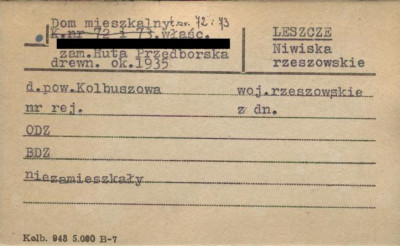 Dom mieszkalny nr. 72 i 73
k.nr 72 i 73.właśc.
zam.Huta Przedborska
drewn. ok.1935
LESZCZE
Niwiska
rzeszowskie
d.pow.Kolbuszowa woj.rzeszowskie
nr rej. z dn.
ODZ
BDZ
niezamieszkały
Kolb. 948 5.000 B-7